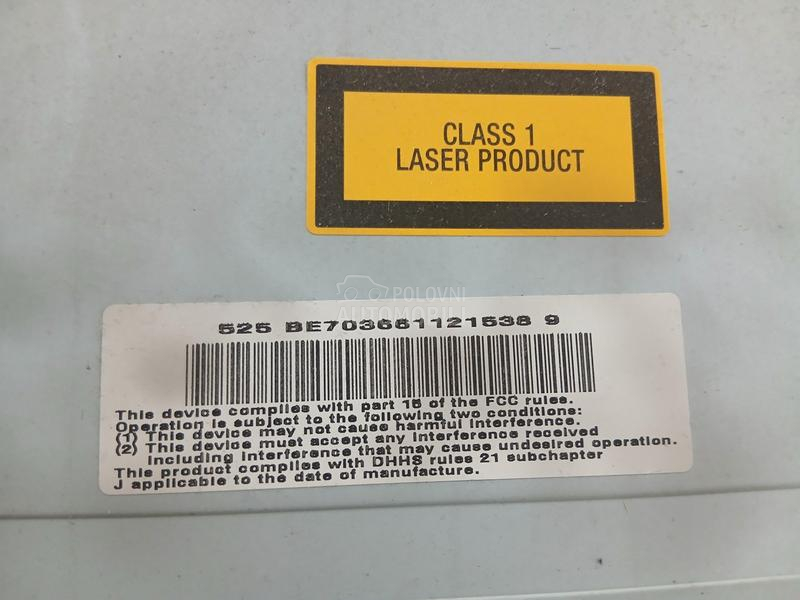 CLASS 1
LASER PRODUCT
POLOVNI
AUTOMOBILI
525 BE703661121538 9
This device complies with part 15 of the FCC rules.
Operation is subject to the following two conditions:
(1) This device may not cause harmful interference.
(2) This device must accept any interference received
including interference that may cause undesired operation.
This product complies with DHHS rules 21 subchapter
J applicable to the date of manufacture.